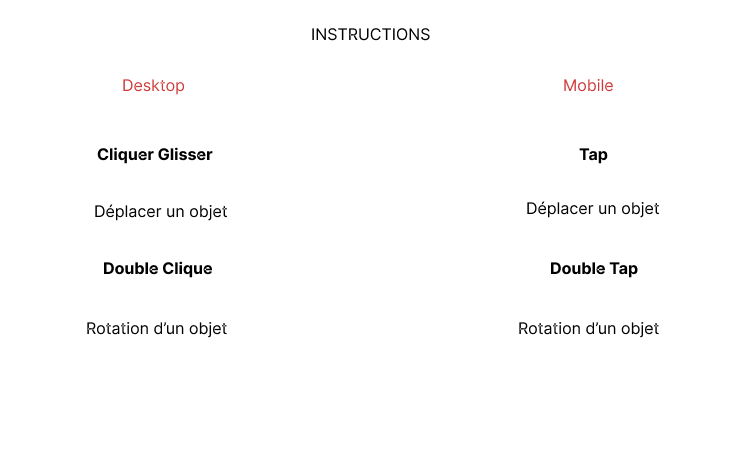 INSTRUCTIONS
Desktop
Mobile
Cliquer Glisser
Tap
Déplacer un objet
Déplacer un objet
Double Clique
Double Tap
Rotation d’un objet
Rotation d’un objet